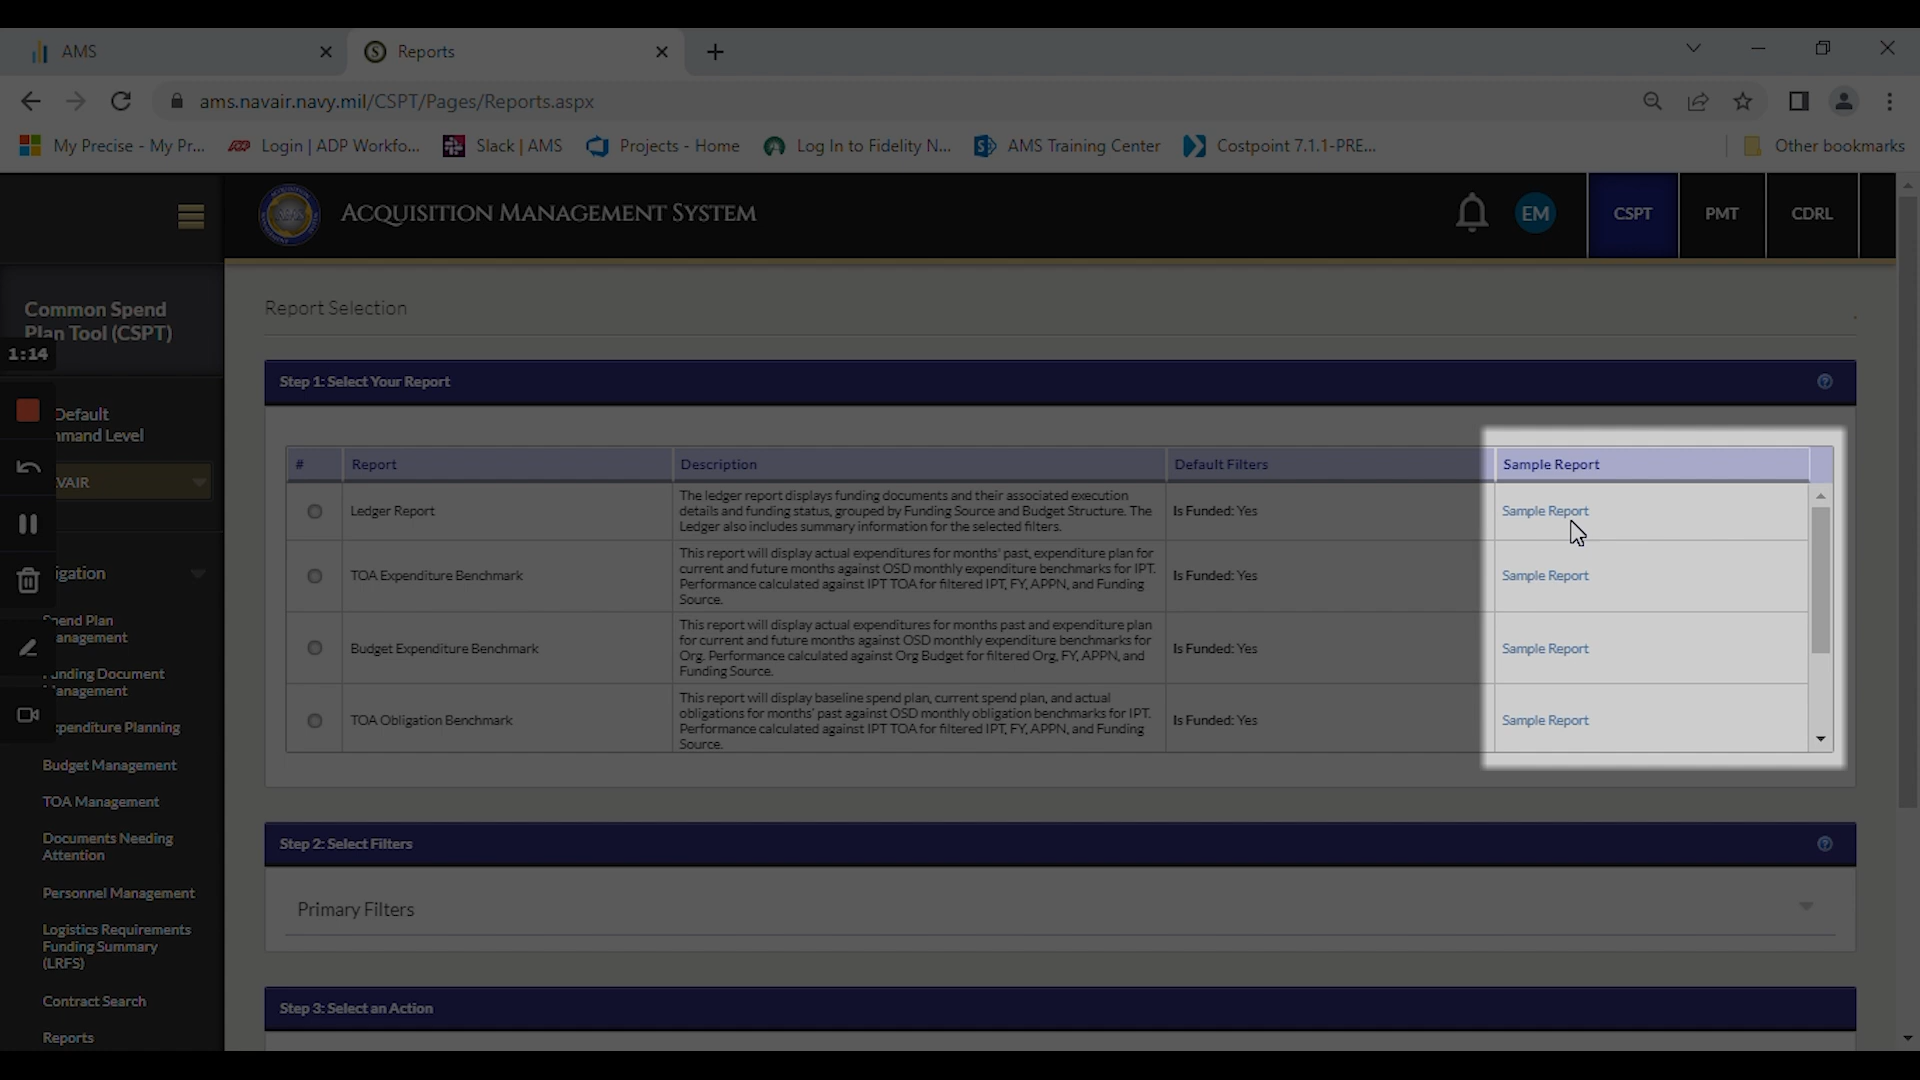 AMS
Reports
ams.navair.navy.mil/CSPT/Pages/Reports.aspx
My Precise - My Pr...
Login | ADP Workfo...
Slack | AMS
Projects - Home
Log In to Fidelity N...
AMS Training Center
Costpoint 7.1.1-PRE...
Other bookmarks
ACQUISITION MANAGEMENT SYSTEM
EM
CSPT
PMT
CDRL
Common Spend
Plan Tool (CSPT)
1:14
Default
mmand Level
VAIR
igation
Spend Plan
anagement
unding Document
anagement
xpenditure Planning
Budget Management
TOA Management
Documents Needing
Attention
Personnel Management
Logistics Requirements
Funding Summary
(LRFS)
Contract Search
Reports
Report Selection
Step 1: Select Your Report
# Report Description Default Filters Sample Report
Ledger Report
The ledger report displays funding documents and their associated execution
details and funding status, grouped by Funding Source and Budget Structure. The
Ledger also includes summary information for the selected filters.
Is Funded: Yes
Sample Report
TOA Expenditure Benchmark
This report will display actual expenditures for months' past, expenditure plan for
current and future months against OSD monthly expenditure benchmarks for IPT.
Performance calculated against IPT TOA for filtered IPT, FY, APPN, and Funding
Source.
Is Funded: Yes
Sample Report
Budget Expenditure Benchmark
This report will display actual expenditures for months past and expenditure plan
for current and future months against OSD monthly expenditure benchmarks for
Org. Performance calculated against Org Budget for filtered Org, FY, APPN, and
Funding Source.
Is Funded: Yes
Sample Report
TOA Obligation Benchmark
This report will display baseline spend plan, current spend plan, and actual
obligations for months' past against OSD monthly obligation benchmarks for IPT.
Performance calculated against IPT TOA for filtered IPT, FY, APPN, and Funding
Source.
Is Funded: Yes
Sample Report
Step 2: Select Filters
Primary Filters
Step 3: Select an Action